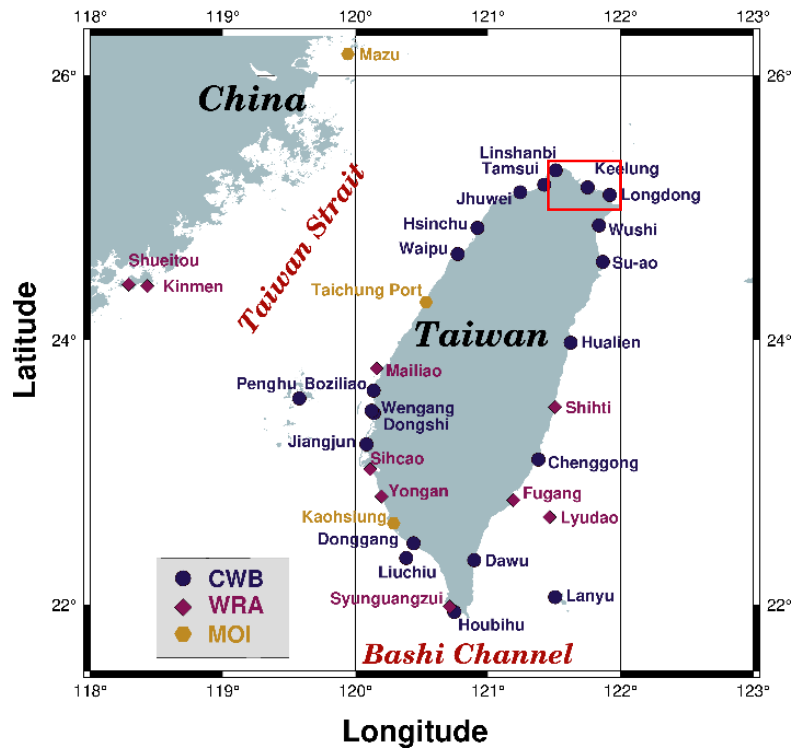 118° 119° 120° 121° 122° 123°
26° 26°
Mazu
China
Linshanbi
Tamsui Keelung
Jhuwei Longdong
Hsinchu Wushi
Waipu Su-ao
Taiwan Strait
Shueitou
Kinmen
Taichung Port
24° 24°
Taiwan
Hualien
Mailiao
Penghu Boziliao
Wengang
Dongshi
Shihti
Jiangjun
Sihcao Chenggong
Yongan Fugang
Kaohsiung Lyudao
Donggang
Liuchiu Dawu
CWB
WRA
MOI
Syunguangzui Lanyu
22° 22°
Houbihu
Bashi Channel
118° 119° 120° 121° 122° 123°
Latitude
Longitude